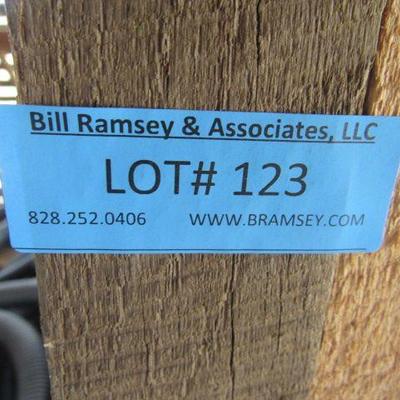 Bill Ramsey & Associates, LLC
LOT# 123
828.252.0406 WWW.BRAMSEY.COM